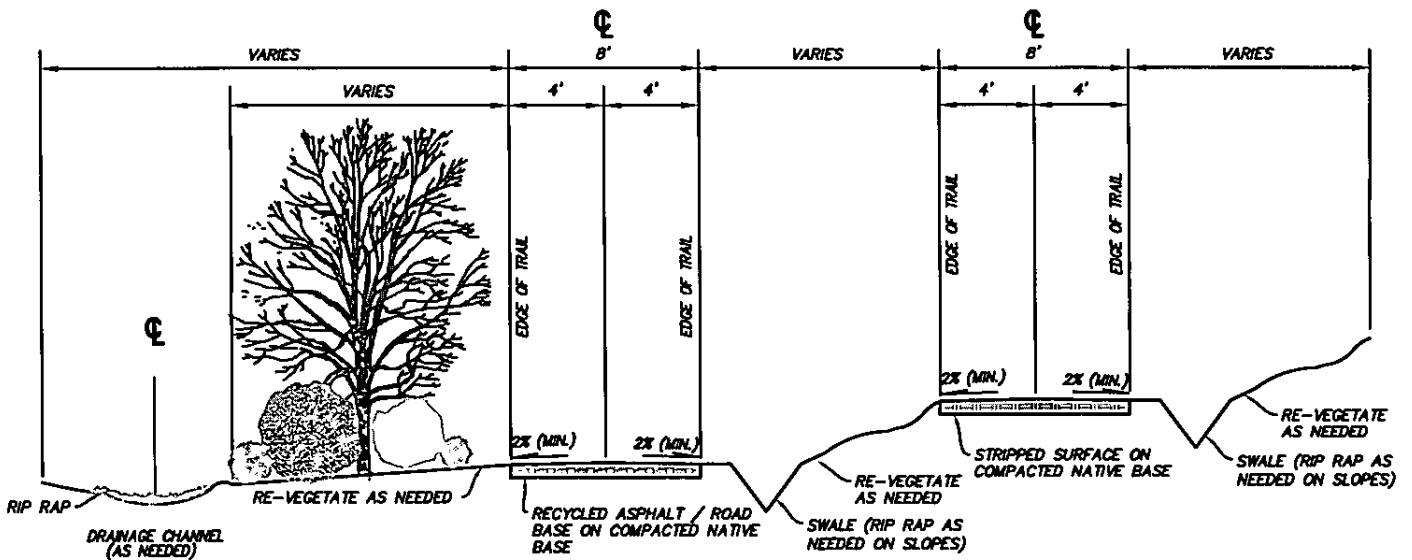 ℄ ℄
VARIES 8' VARIES 8' VARIES
VARIES 4' 4' 4' 4'
EDGE OF TRAIL
EDGE OF TRAIL
EDGE OF TRAIL
EDGE OF TRAIL
℄
2% (MIN.) 2% (MIN.)
2% (MIN.) 2% (MIN.)
RIP RAP
DRAINAGE CHANNEL
(AS NEEDED)
RE-VEGETATE AS NEEDED
RECYCLED ASPHALT / ROAD
BASE ON COMPACTED NATIVE
BASE
RE-VEGETATE
AS NEEDED
SWALE (RIP RAP AS
NEEDED ON SLOPES)
STRIPPED SURFACE ON
COMPACTED NATIVE BASE
RE-VEGETATE
AS NEEDED
SWALE (RIP RAP AS
NEEDED ON SLOPES)